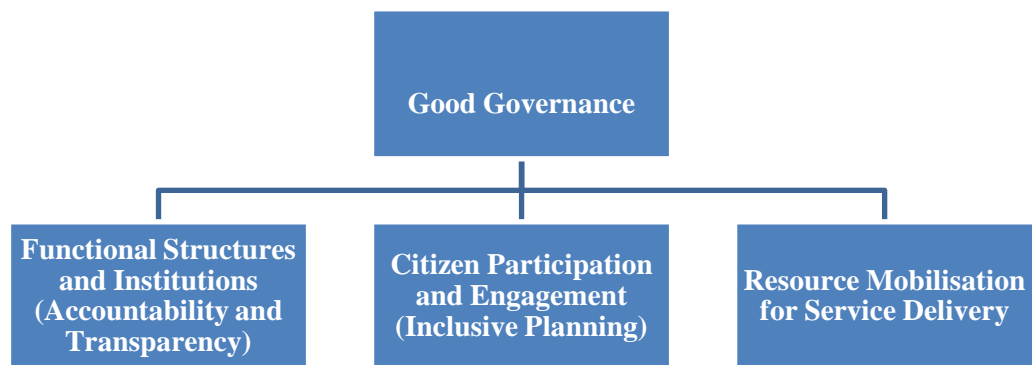 Good Governance
Functional Structures
and Institutions
(Accountability and
Transparency)
Citizen Participation
and Engagement
(Inclusive Planning)
Resource Mobilisation
for Service Delivery